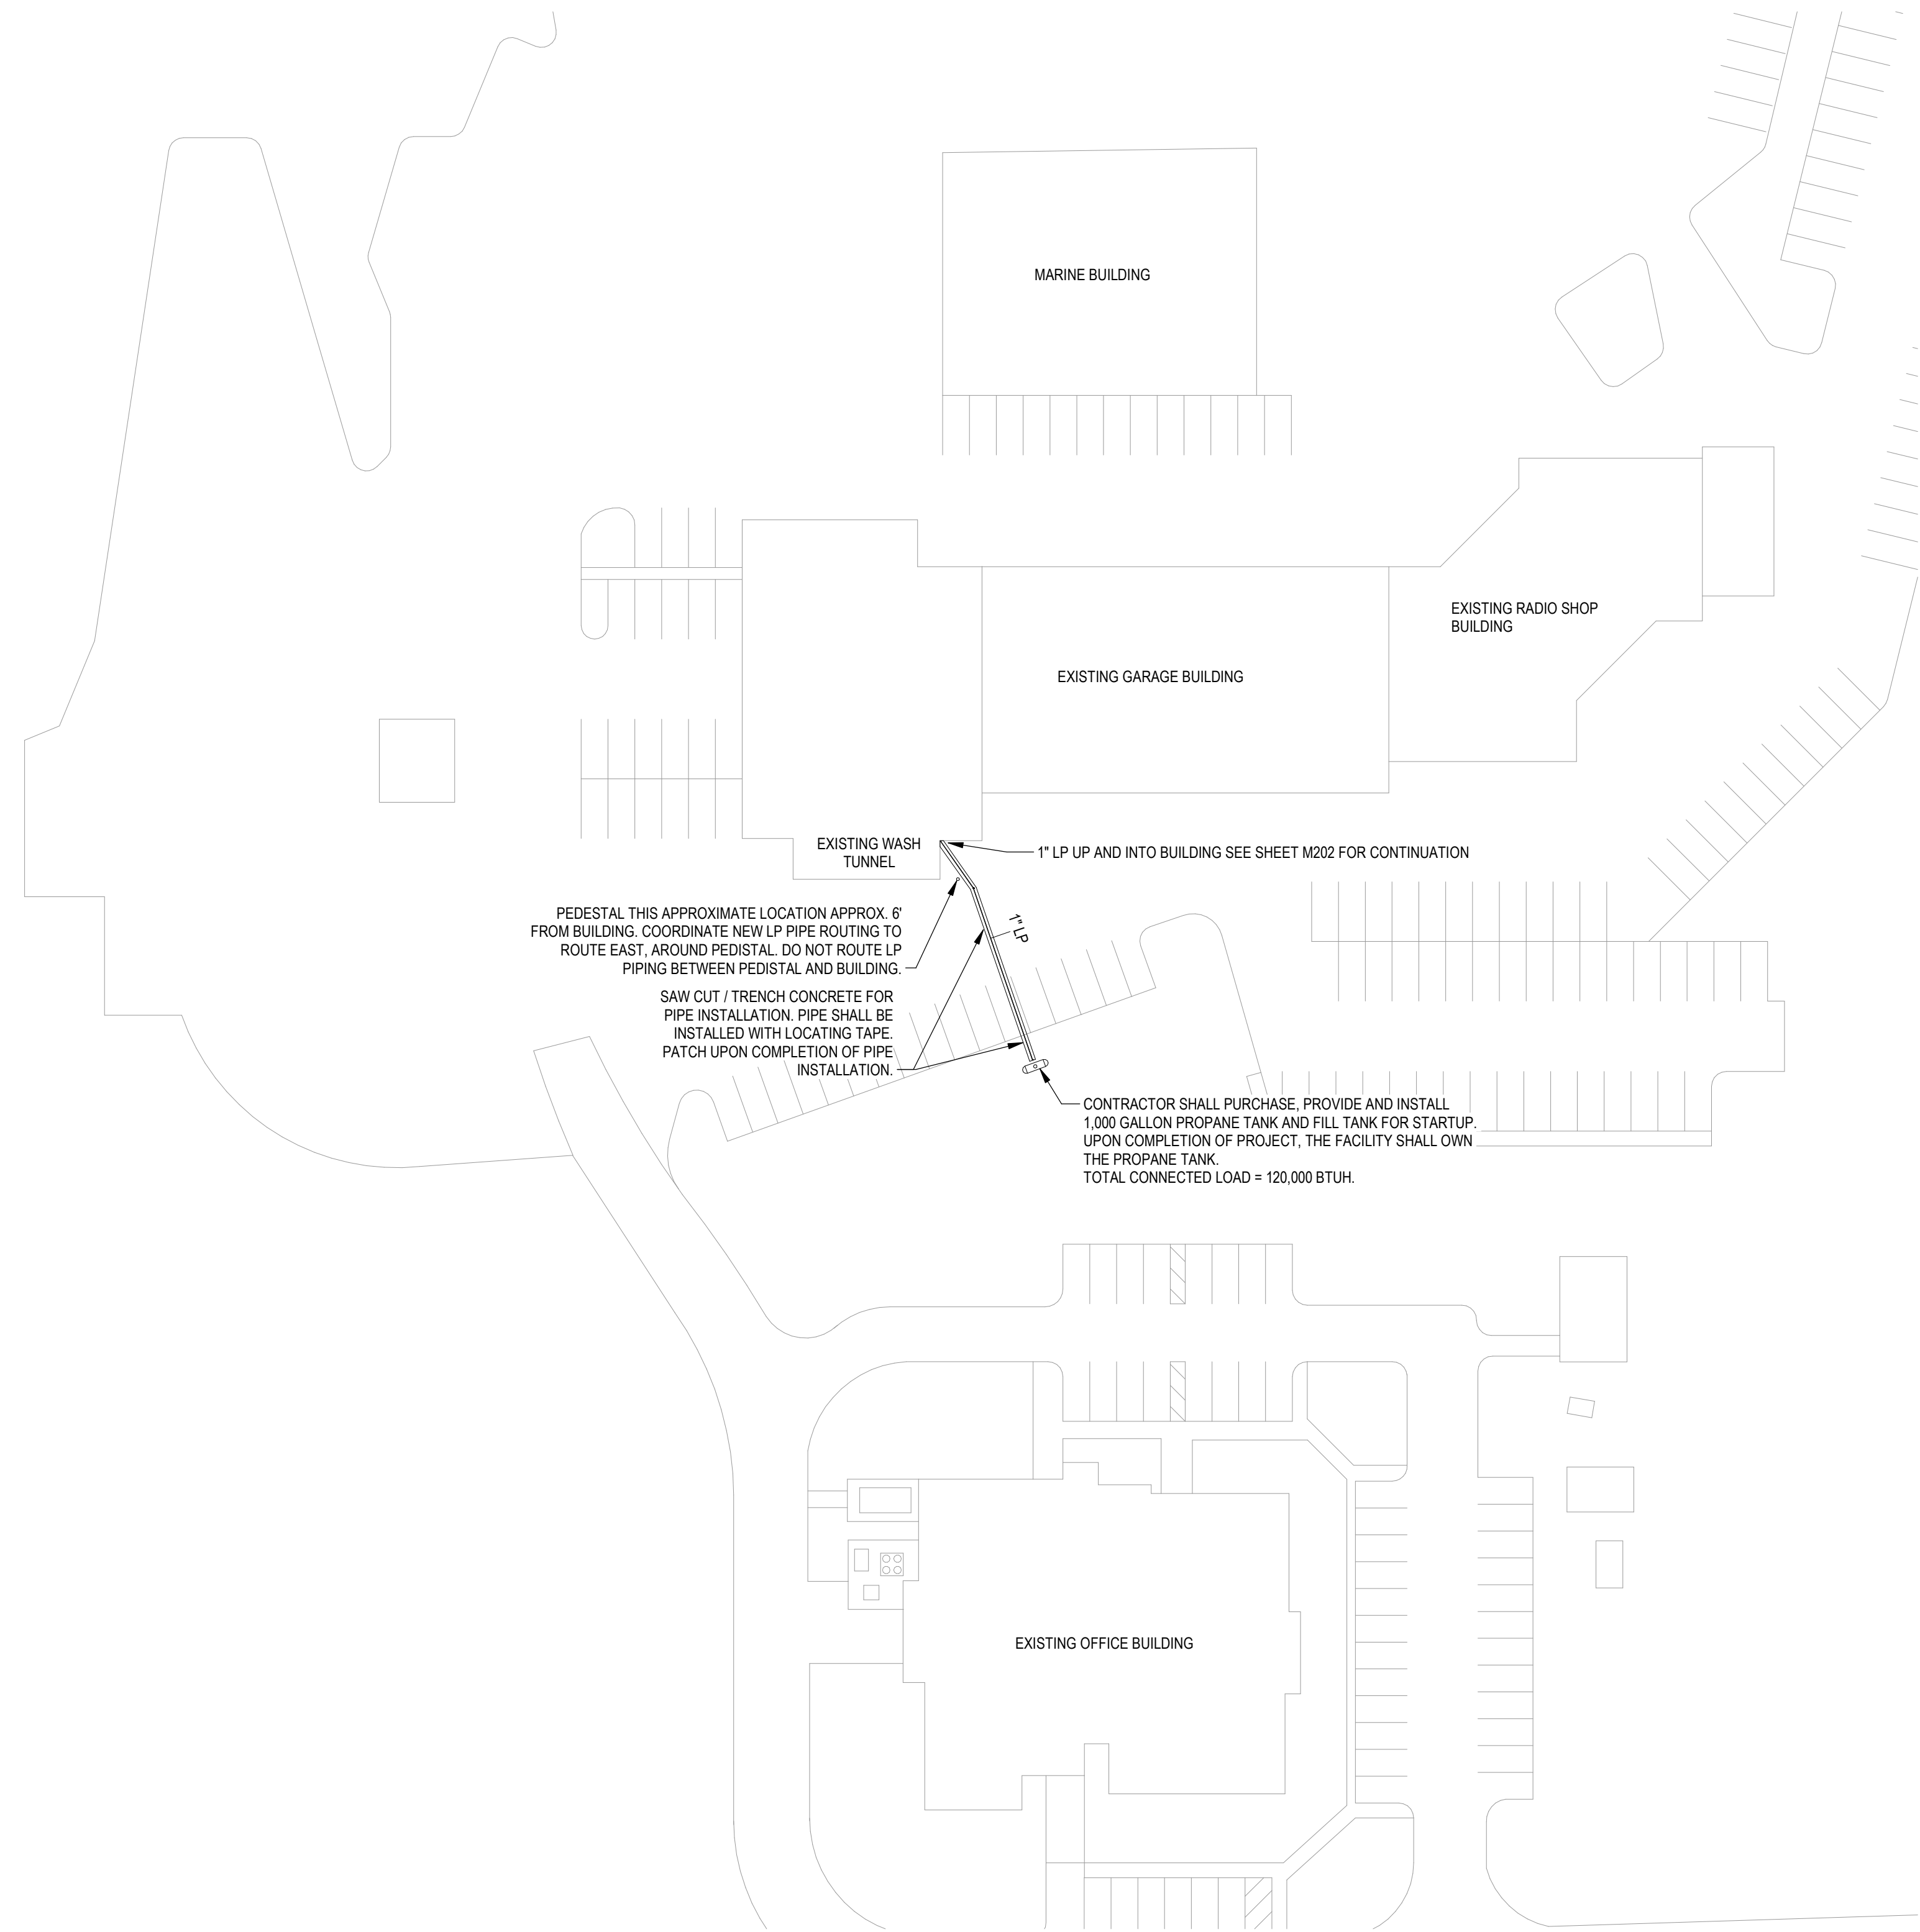 MARINE BUILDING
EXISTING RADIO SHOP
BUILDING
EXISTING GARAGE BUILDING
EXISTING WASH
TUNNEL
1" LP UP AND INTO BUILDING SEE SHEET M202 FOR CONTINUATION
PEDESTAL THIS APPROXIMATE LOCATION APPROX. 6'
FROM BUILDING. COORDINATE NEW LP PIPE ROUTING TO
ROUTE EAST, AROUND PEDISTAL. DO NOT ROUTE LP
PIPING BETWEEN PEDISTAL AND BUILDING.
1" LP
SAW CUT / TRENCH CONCRETE FOR
PIPE INSTALLATION. PIPE SHALL BE
INSTALLED WITH LOCATING TAPE.
PATCH UPON COMPLETION OF PIPE
INSTALLATION.
CONTRACTOR SHALL PURCHASE, PROVIDE AND INSTALL
1,000 GALLON PROPANE TANK AND FILL TANK FOR STARTUP.
UPON COMPLETION OF PROJECT, THE FACILITY SHALL OWN
THE PROPANE TANK.
TOTAL CONNECTED LOAD = 120,000 BTUH.
EXISTING OFFICE BUILDING